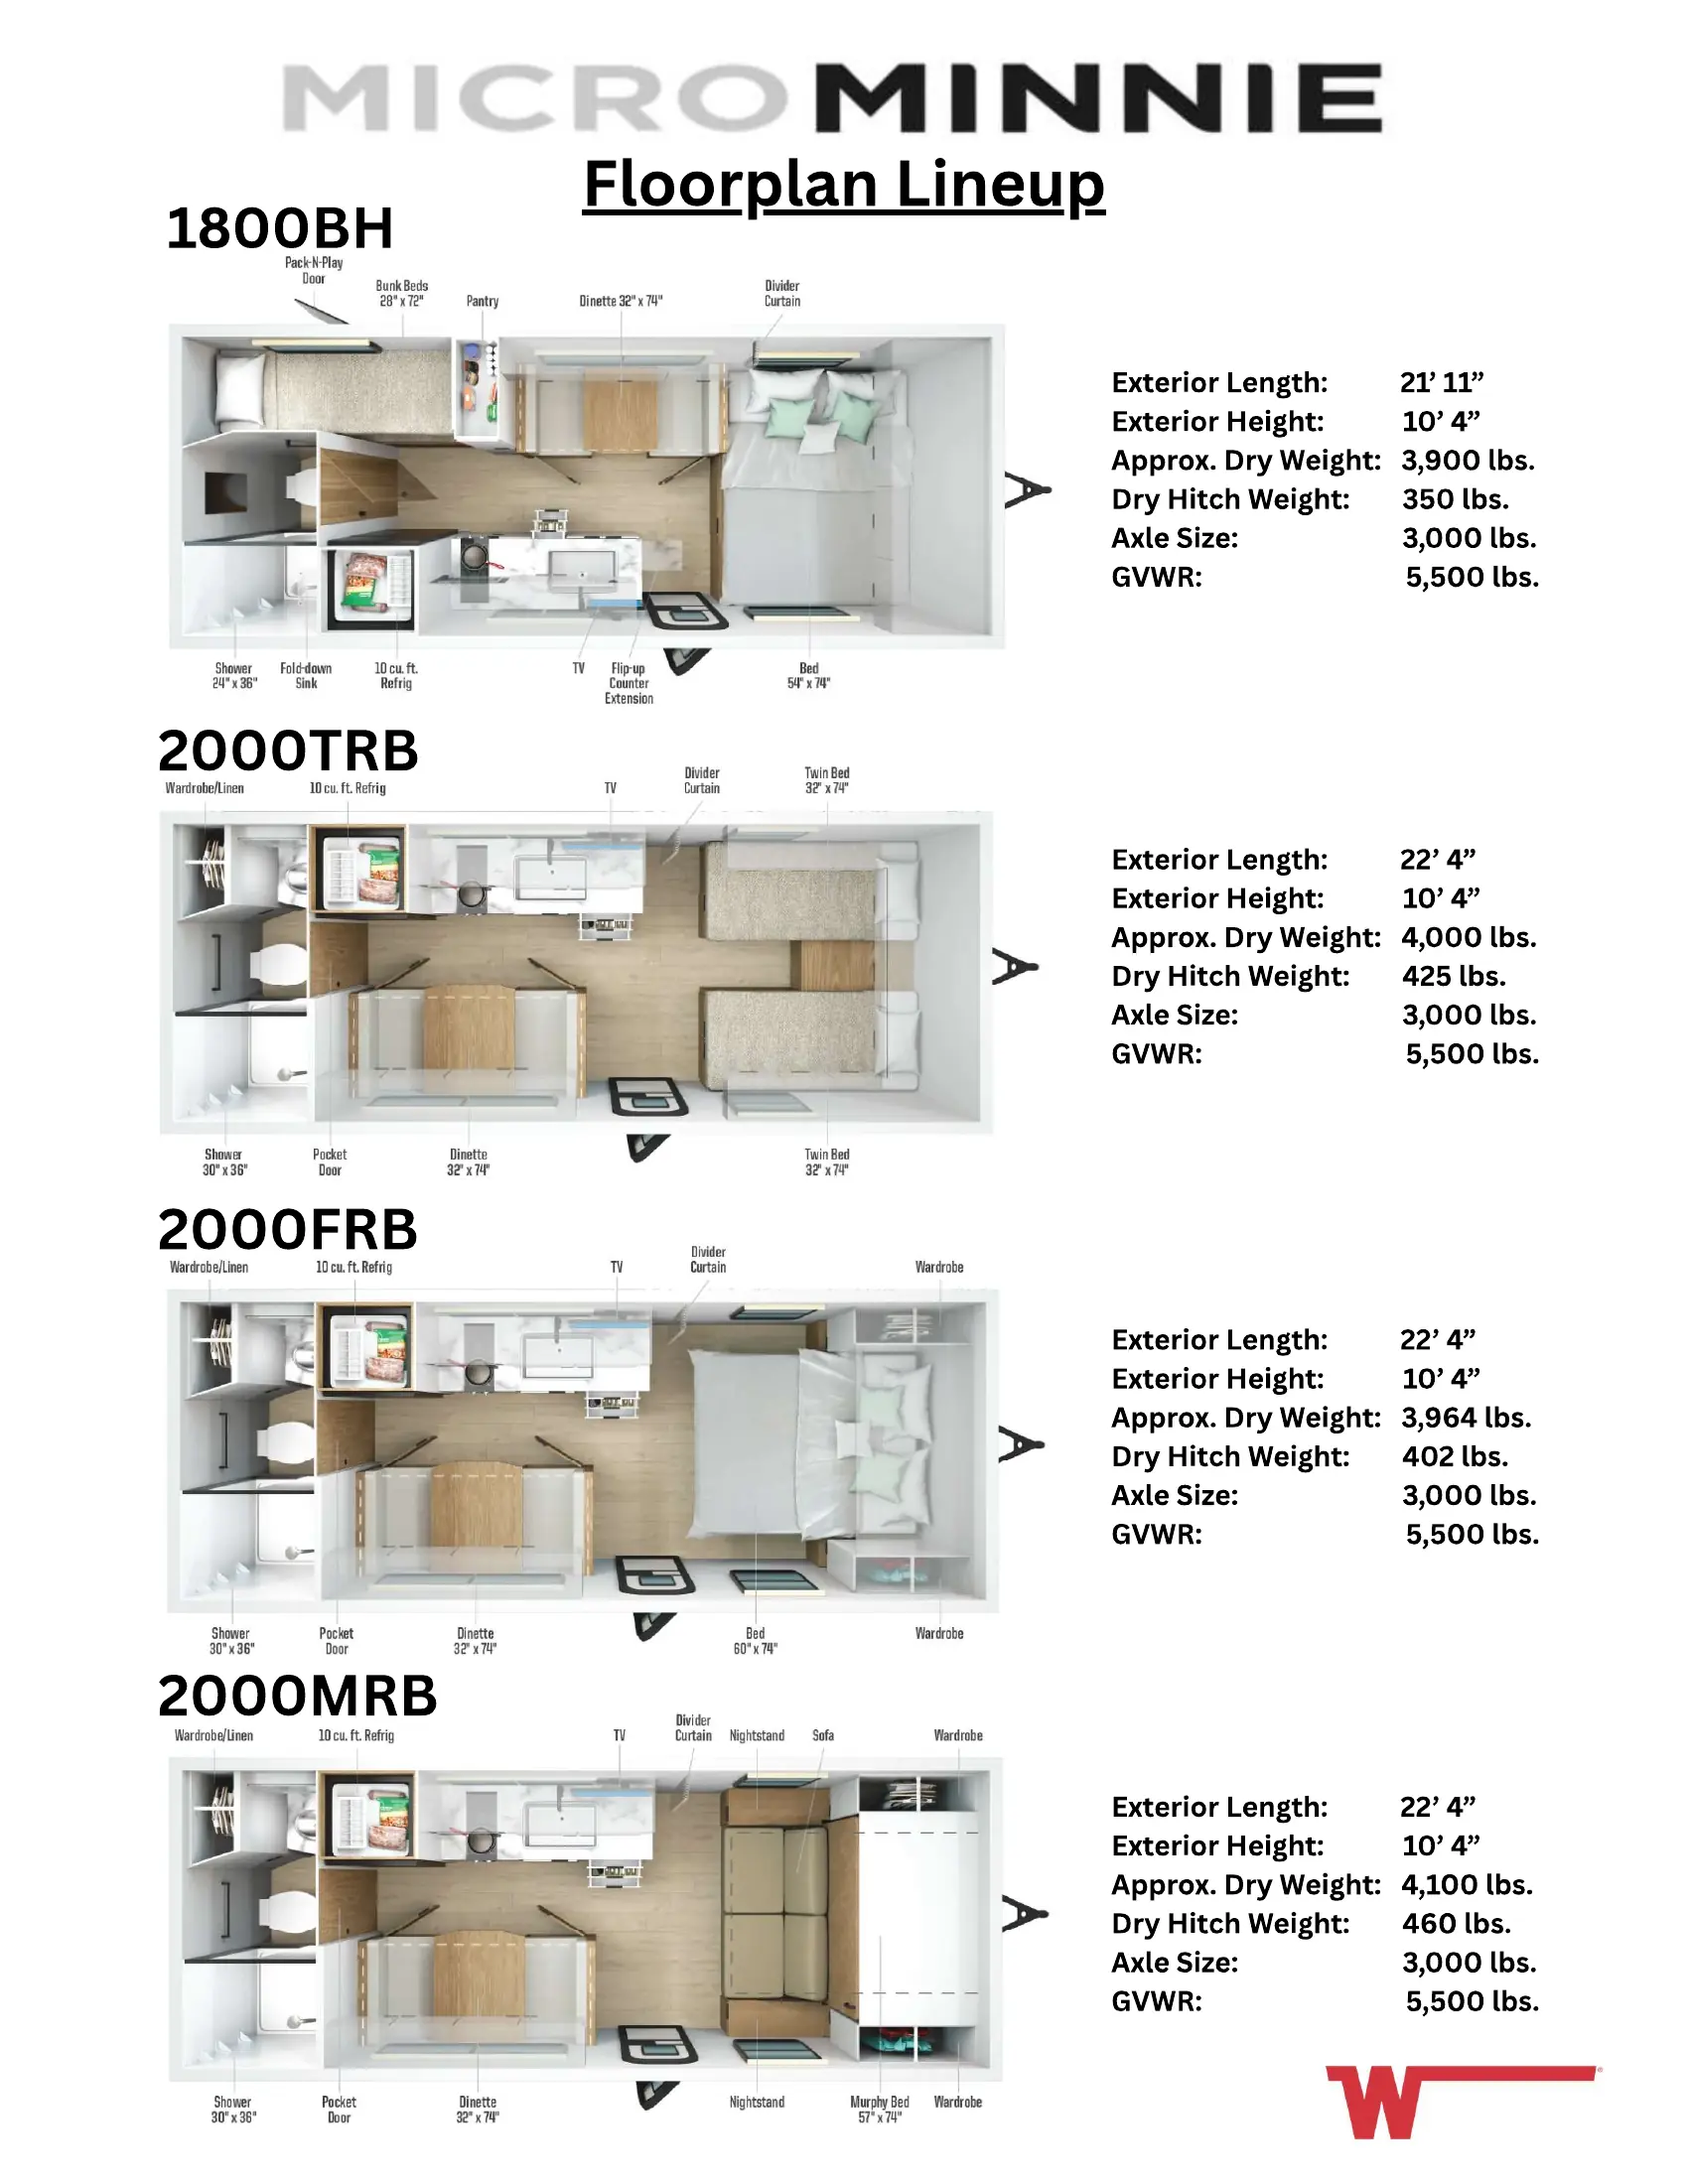 MICROMINNIE
Floorplan Lineup
1800BH
Pack-N-Play
Door
Bunk Beds
28" x 72"
Pantry
Dinette 32" x 74"
Divider
Curtain
Shower
24" x 36"
Fold-down
Sink
10 cu. ft.
Refrig
TV
Flip-up
Counter
Extension
Bed
54" x 74"
Exterior Length: 21’ 11”
Exterior Height: 10’ 4”
Approx. Dry Weight: 3,900 lbs.
Dry Hitch Weight: 350 lbs.
Axle Size: 3,000 lbs.
GVWR: 5,500 lbs.
2000TRB
Wardrobe/Linen
10 cu. ft. Refrig
TV
Divider
Curtain
Twin Bed
32" x 74"
Shower
30" x 36"
Pocket
Door
Dinette
32" x 74"
Twin Bed
32" x 74"
Exterior Length: 22’ 4”
Exterior Height: 10’ 4”
Approx. Dry Weight: 4,000 lbs.
Dry Hitch Weight: 425 lbs.
Axle Size: 3,000 lbs.
GVWR: 5,500 lbs.
2000FRB
Wardrobe/Linen
10 cu. ft. Refrig
TV
Divider
Curtain
Wardrobe
Shower
30" x 36"
Pocket
Door
Dinette
32" x 74"
Bed
60" x 74"
Wardrobe
Exterior Length: 22’ 4”
Exterior Height: 10’ 4”
Approx. Dry Weight: 3,964 lbs.
Dry Hitch Weight: 402 lbs.
Axle Size: 3,000 lbs.
GVWR: 5,500 lbs.
2000MRB
Wardrobe/Linen
10 cu. ft. Refrig
TV
Divider
Curtain
Nightstand
Sofa
Wardrobe
Shower
30" x 36"
Pocket
Door
Dinette
32" x 74"
Nightstand
Murphy Bed
57" x 74"
Wardrobe
Exterior Length: 22’ 4”
Exterior Height: 10’ 4”
Approx. Dry Weight: 4,100 lbs.
Dry Hitch Weight: 460 lbs.
Axle Size: 3,000 lbs.
GVWR: 5,500 lbs.
W®